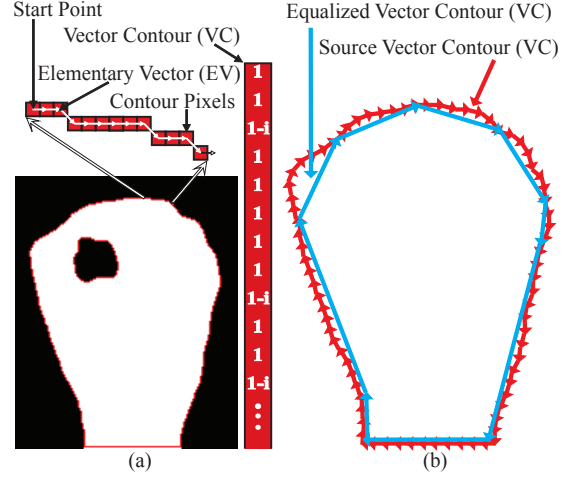 Start Point
Vector Contour (VC)
Elementary Vector (EV)
Contour Pixels
1
1
1-i
1
1
1
1
1
1-i
1
1
1-i
Equalized Vector Contour (VC)
Source Vector Contour (VC)
(a)
(b)